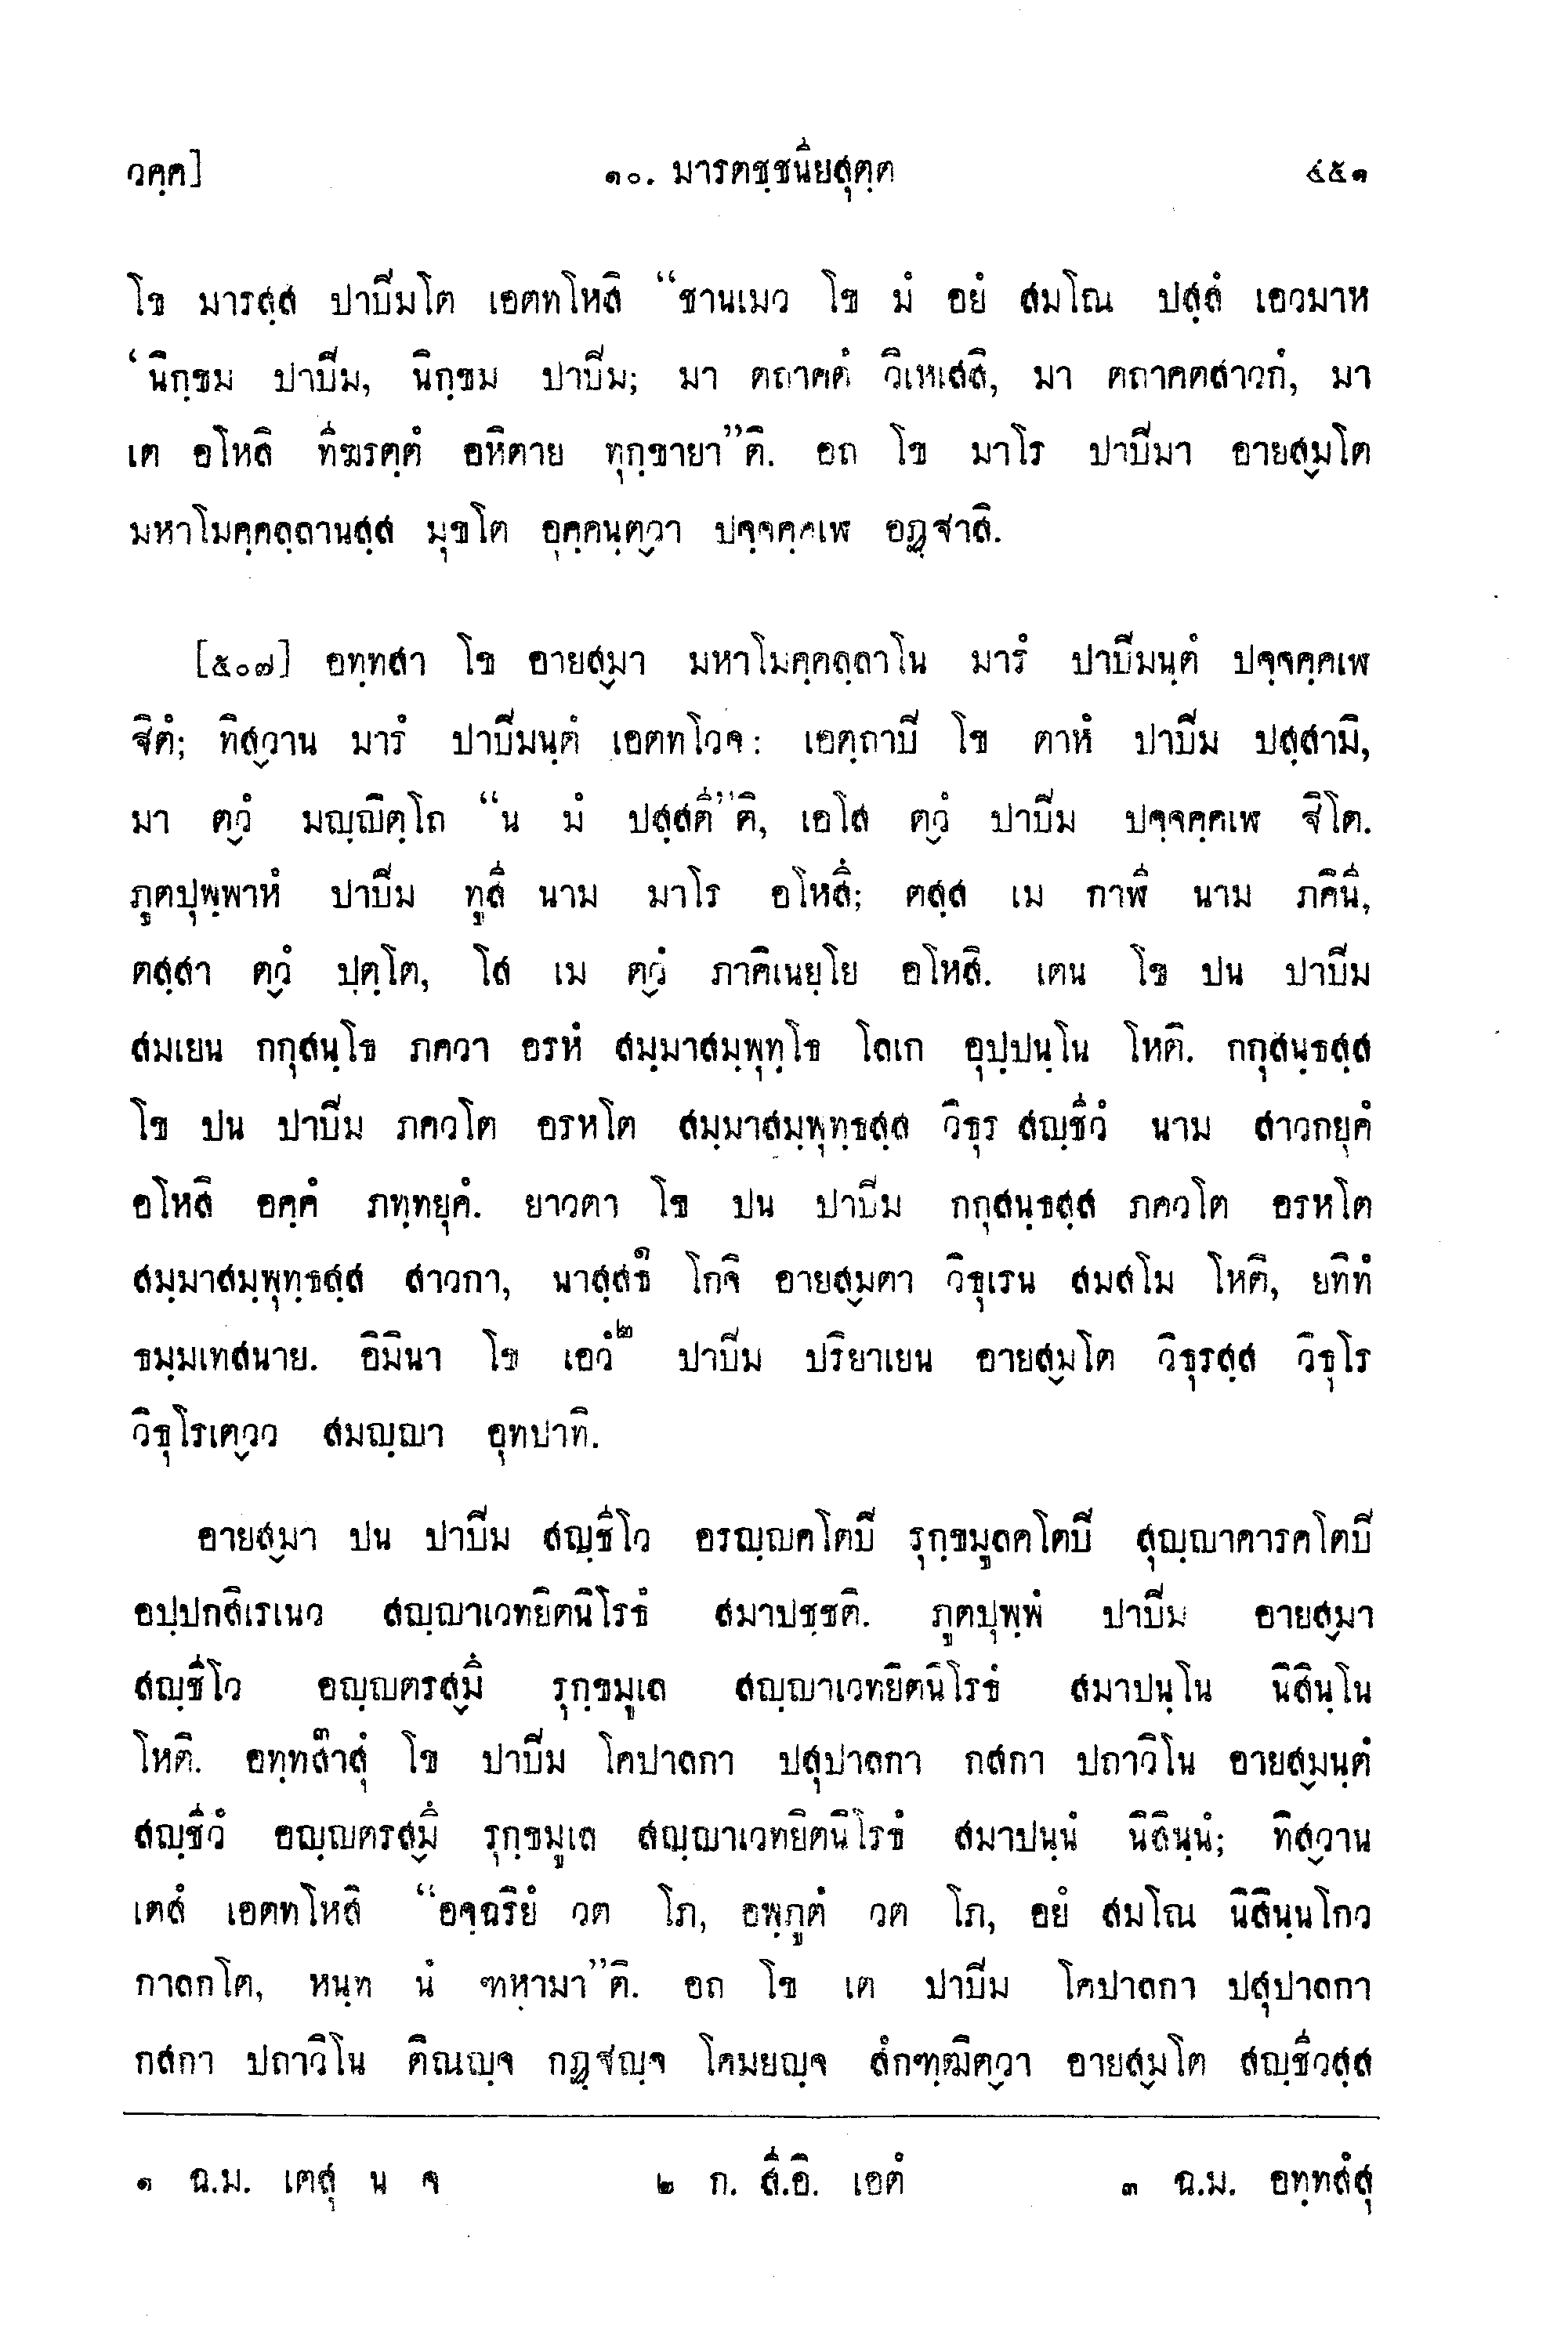 วคฺค]	๑๐. มารตชฺชนียสุตฺต	๔๕๑
โข มารสฺส ปาปีมโต เอตทโหสิ “ชานเมว โข มํ อยํ สมโณ ปสฺสํ เอวมาห
‘นิกฺขม ปาปีม, นิกฺขม ปาปีม; มา ตถาคตํ วิเหเสสิ, มา ตถาคตสาวกํ, มา
เต อโหสิ ทีฆรตฺตํ อหิตาย ทุกฺขายา”ติ. อถ โข มาโร ปาปีมา อายสฺมโต
มหาโมคฺคลฺลานสฺส มุขโต อุคฺคนฺตฺวา ปจฺจคฺคเฬ อฏฺาสิ.
[๕๐๗] อทฺทสา โข อายสฺมา มหาโมคฺคลฺลาโน มารํ ปาปีมนฺตํ ปจฺจคฺคเฬ
ิตํ; ทิสฺวาน มารํ ปาปีมนฺตํ เอตทโวจ: เอตฺถาปี โข ตาหํ ปาปีม ปสฺสามิ,
มา ตฺวํ มญฺิตฺโถ “น มํ ปสฺสตี”ติ, เอโส ตฺวํ ปาปีม ปจฺจคฺคเฬ ิโต.
ภูตปุพฺพาหํ ปาปีม ทูสี นาม มาโร อโหสึ; ตสฺส เม กาฬี นาม ภคินี,
ตสฺสา ตฺวํ ปุตฺโต, โส เม ตฺวํ ภาคิเนยฺโย อโหสิ. เตน โข ปน ปาปีม
สมเยน กกุสนฺโธ ภควา อรหํ สมฺมาสมฺพุทฺโธ โลเก อุปฺปนฺโน โหติ. กกุสนฺธสฺส
โข ปน ปาปีม ภควโต อรหโต สมฺมาสมฺพุทฺธสฺส วิธุร สญฺชีวํ นาม สาวกยุคํ
อโหสิ อคฺคํ ภทฺทยุคํ. ยาวตา โข ปน ปาปีม กกุสนฺธสฺส ภควโต อรหโต
สมฺมาสมฺพุทฺธสฺส สาวกา, นาสฺสุธ๑ โกจิ อายสฺมตา วิธุเรน สมสโม โหติ, ยทิทํ
ธมฺมเทสนาย. อิมินา โข เอวํ๒ ปาปีม ปริยาเยน อายสฺมโต วิธุรสฺส วิธุโร
วิธุโรเตฺวว สมญฺา อุทปาทิ.
อายสฺมา ปน ปาปีม สญฺชีโว อรญฺคโตปี รุกฺขมูลคโตปี สุญฺาคารคโตปี
อปฺปกสิเรเนว สญฺาเวทยิตนิโรธํ สมาปชฺชติ. ภูตปุพฺพํ ปาปีม อายสฺมา
สญฺชีโว อญฺตรสฺมึ รุกฺขมูเล สญฺาเวทยิตนิโรธํ สมาปนฺโน นิสินฺโน
โหติ. อทฺทสา๓สุํ โข ปาปีม โคปาลกา ปสุปาลกา กสกา ปถาวิโน อายสฺมนฺตํ
สญฺชีวํ อญฺตรสฺมึ รุกฺขมูเล สญฺาเวทยิตนิโรธํ สมาปนฺนํ นิสินฺนํ; ทิสฺวาน
เตสํ เอตทโหสิ “อจฺฉริยํ วต โภ, อพฺภูตํ วต โภ, อยํ สมโณ นิสินฺนโกว
กาลกโต, หนฺท นํ ฑหามา”ติ. อถ โข เต ปาปีม โคปาลกา ปสุปาลกา
กสกา ปถาวิโน ติณญฺจ กฏฺญฺจ โคมยญฺจ สํกฑฺฒิตฺวา อายสฺมโต สญฺชีวสฺส
๑ ฉ.ม. เตสุ น จ	๒ ก. สี.อิ. เอตํ	๓ ฉ.ม. อทฺทสํสุ